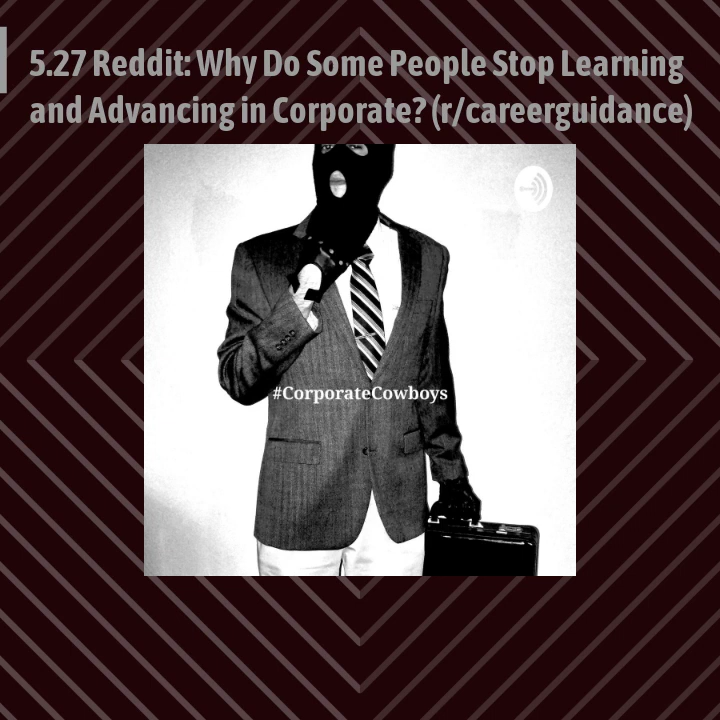 5.27 Reddit: Why Do Some People Stop Learning
and Advancing in Corporate? (r/careerguidance)
#CorporateCowboys